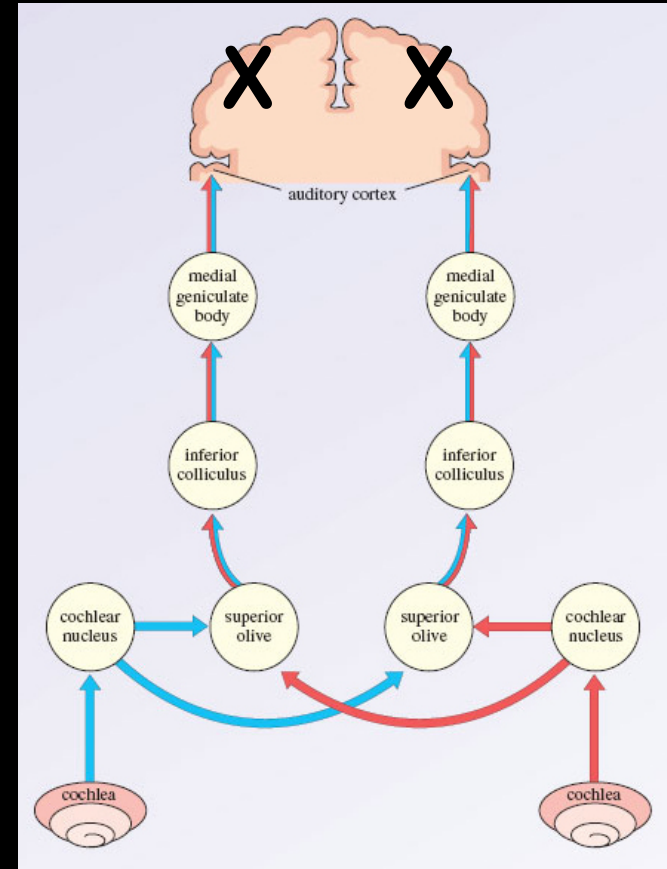 X X
auditory cortex
medial
geniculate
body
medial
geniculate
body
inferior
colliculus
inferior
colliculus
cochlear
nucleus
superior
olive
superior
olive
cochlear
nucleus
cochlea
cochlea